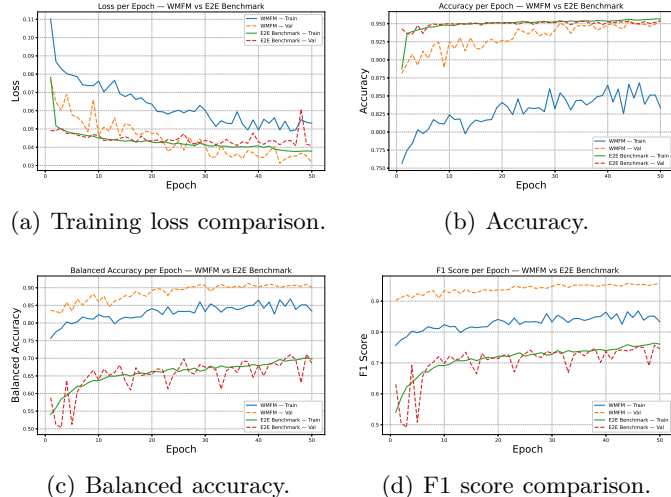 Loss per Epoch — WMFM vs E2E Benchmark
0.11
0.10
0.09
0.08
0.07
0.06
0.05
0.04
0.03
Loss
WMFM — Train
WMFM — Val
E2E Benchmark — Train
E2E Benchmark — Val
0 10 20 30 40 50
Epoch
(a) Training loss comparison.
Accuracy per Epoch — WMFM vs E2E Benchmark
0.950
0.925
0.900
0.875
0.850
0.825
0.800
0.775
0.750
Accuracy
WMFM — Train
WMFM — Val
E2E Benchmark — Train
E2E Benchmark — Val
0 10 20 30 40 50
Epoch
(b) Accuracy.
Balanced Accuracy per Epoch — WMFM vs E2E Benchmark
0.90
0.85
0.80
0.75
0.70
0.65
0.60
0.55
0.50
Balanced Accuracy
WMFM — Train
WMFM — Val
E2E Benchmark — Train
E2E Benchmark — Val
0 10 20 30 40 50
Epoch
(c) Balanced accuracy.
F1 Score per Epoch — WMFM vs E2E Benchmark
0.9
0.8
0.7
0.6
0.5
F1 Score
WMFM — Train
WMFM — Val
E2E Benchmark — Train
E2E Benchmark — Val
0 10 20 30 40 50
Epoch
(d) F1 score comparison.